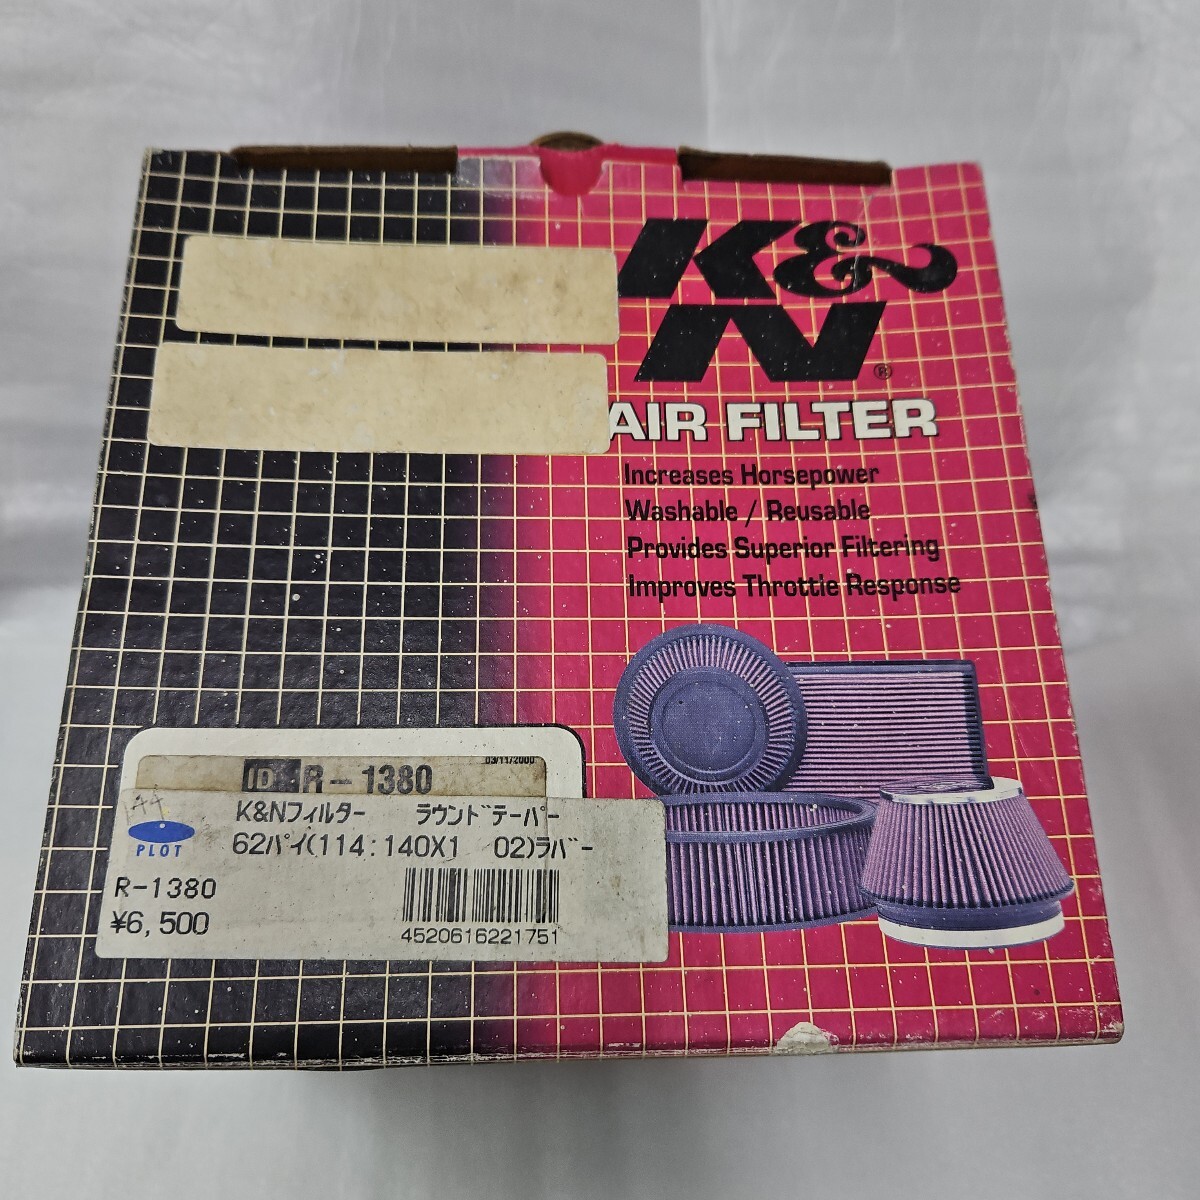 K&
N®
AIR FILTER
Increases Horsepower
Washable / Reusable
Provides Superior Filtering
Improves Throttle Response
03/11/2000
ID R-1380
K&Nフィルター ラウンドテーパー
62パイ(114:140X1 02)ラバー
PLOT
R-1380
¥6,500
4520616221751